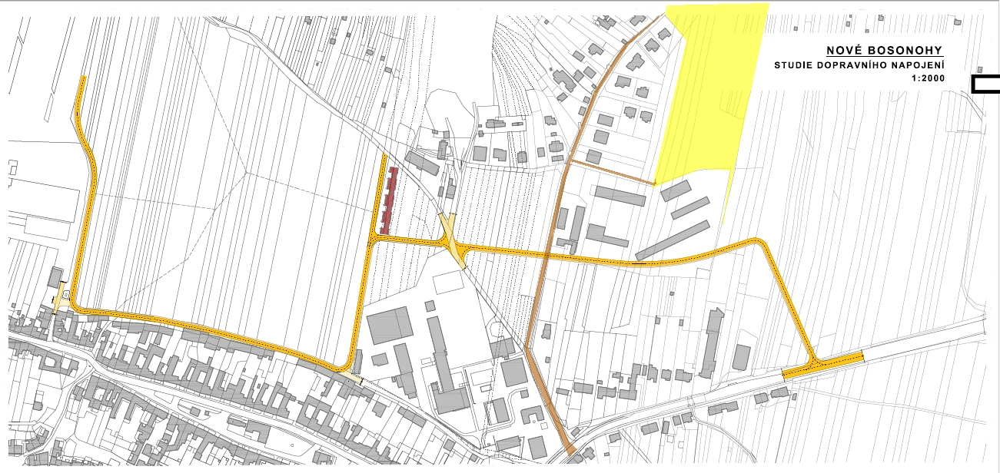 NOVÉ BOSONOHY
STUDIE DOPRAVNÍHO NAPOJENÍ
1:2000